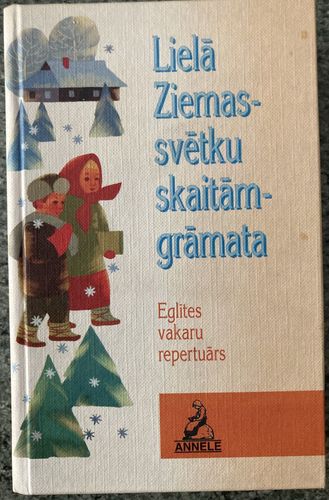 Lielā
Ziemas-
svētku
skaitām-
grāmata
Eglītes
vakaru
repertuārs
ANNELE